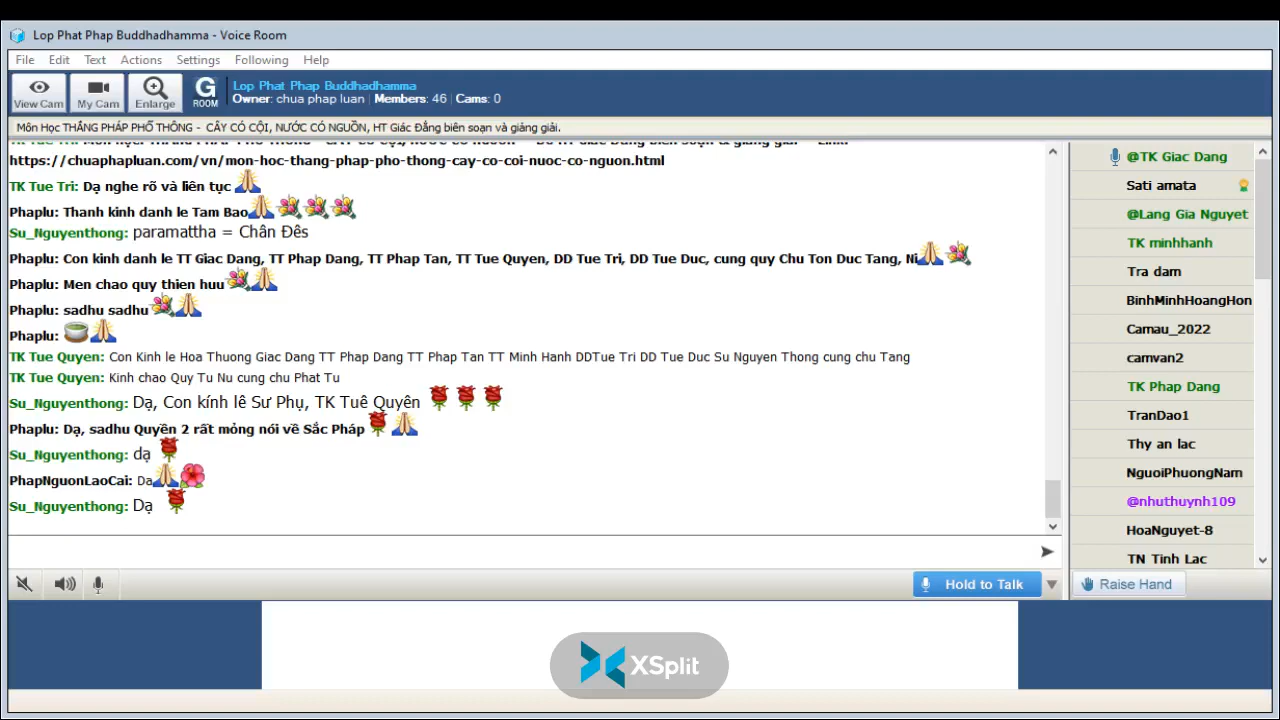 Lop Phat Phap Buddhadhamma - Voice Room
File Edit Text Actions Settings Following Help
View Cam My Cam Enlarge G ROOM
Lop Phat Phap Buddhadhamma
Owner: chua phap luan | Members: 46 | Cams: 0
Môn Học THẮNG PHÁP PHỔ THÔNG - CÂY CÓ CỘI, NƯỚC CÓ NGUỒN, HT Giác Đẳng biên soạn và giảng giải.
https://chuaphapluan.com/vn/mon-hoc-thang-phap-pho-thong-cay-co-coi-nuoc-co-nguon.html
TK Tue Tri: Dạ nghe rõ và liên tục
Phaplu: Thanh kinh danh le Tam Bao
Su_Nguyenthong: paramattha = Chân Đês
Phaplu: Con kinh danh le TT Giac Dang, TT Phap Dang, TT Phap Tan, TT Tue Quyen, DD Tue Tri, DD Tue Duc, cung quy Chu Ton Duc Tang, Ni
Phaplu: Men chao quy thien huu
Phaplu: sadhu sadhu
Phaplu:
TK Tue Quyen: Con Kinh le Hoa Thuong Giac Dang TT Phap Dang TT Phap Tan TT Minh Hanh DDTue Tri DD Tue Duc Su Nguyen Thong cung chu Tang
TK Tue Quyen: Kinh chao Quy Tu Nu cung chu Phat Tu
Su_Nguyenthong: Dạ, Con kính lê Sư Phụ, TK Tuê Quyên
Phaplu: Dạ, sadhu Quyền 2 rất mỏng nói về Sắc Pháp
Su_Nguyenthong: dạ
PhapNguonLaoCai: Da
Su_Nguyenthong: Dạ
@TK Giac Dang
Sati amata
@Lang Gia Nguyet
TK minhhanh
Tra dam
BinhMinhHoangHon
Camau_2022
camvan2
TK Phap Dang
TranDao1
Thy an lac
NguoiPhuongNam
@nhuthuynh109
HoaNguyet-8
TN Tinh Lac
Hold to Talk
Raise Hand
XSplit